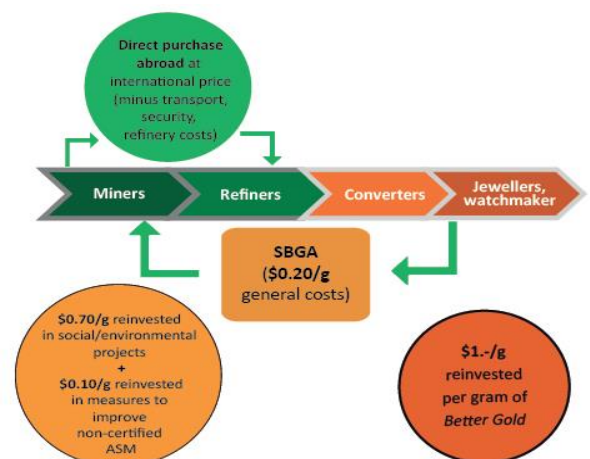 Direct purchase
abroad at
international price
(minus transport,
security,
refinery costs)
Miners
Refiners
Converters
Jewellers,
watchmaker
SBGA
($0.20/g
general costs)
$0.70/g reinvested
in social/environmental
projects
+
$0.10/g reinvested
in measures to
improve
non-certified
ASM
$1.-/g
reinvested
per gram of
Better Gold